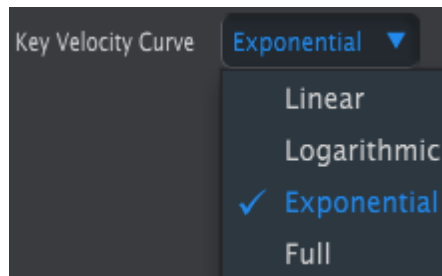 Key Velocity Curve Exponential
Linear
Logarithmic
Exponential
Full